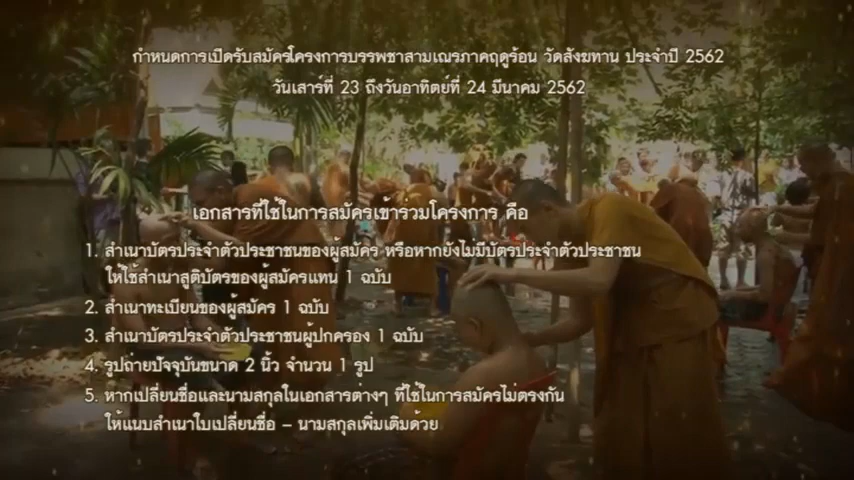 กำหนดการเปิดรับสมัครโครงการบรรพชาสามเณรภาคฤดูร้อน วัดสังฆทาน ประจำปี 2562
วันเสาร์ที่ 23 ถึงวันอาทิตย์ที่ 24 มีนาคม 2562
เอกสารที่ใช้ในการสมัครเข้าร่วมโครงการ คือ
1. สำเนาบัตรประจำตัวประชาชนของผู้สมัคร หรือหากยังไม่มีบัตรประจำตัวประชาชน
ให้ใช้สำเนาสูติบัตรของผู้สมัครแทน 1 ฉบับ
2. สำเนาทะเบียนของผู้สมัคร 1 ฉบับ
3. สำเนาบัตรประจำตัวประชาชนผู้ปกครอง 1 ฉบับ
4. รูปถ่ายปัจจุบันขนาด 2 นิ้ว จำนวน 1 รูป
5. หากเปลี่ยนชื่อและนามสกุลในเอกสารต่างๆ ที่ใช้ในการสมัครไม่ตรงกัน
ให้แนบสำเนาใบเปลี่ยนชื่อ – นามสกุลเพิ่มเติมด้วย